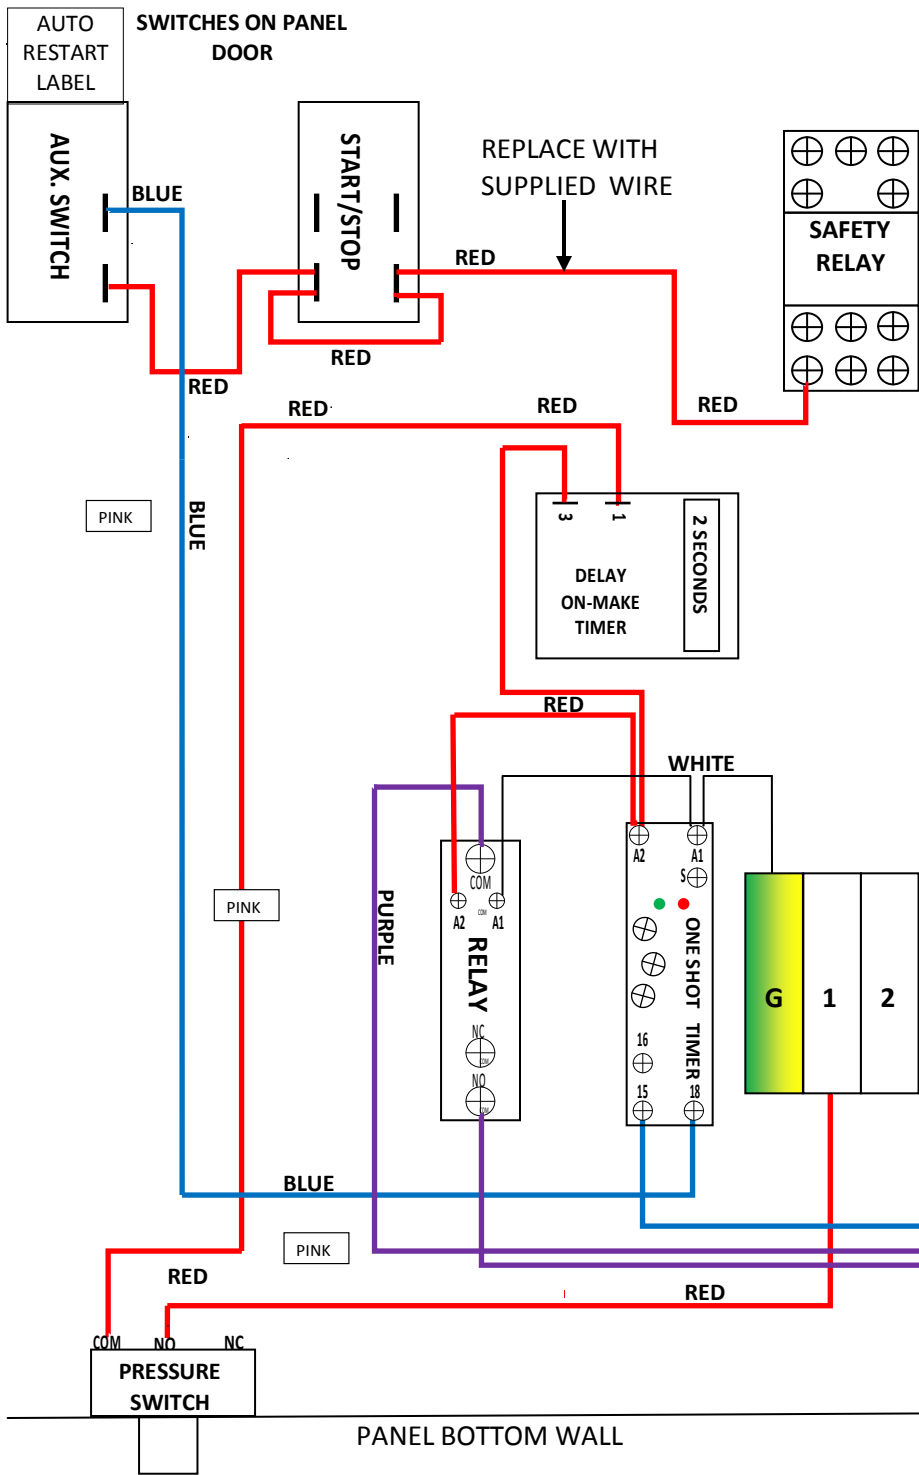 AUTO
RESTART
LABEL
SWITCHES ON PANEL
DOOR
AUX. SWITCH
BLUE
START/STOP
REPLACE WITH
SUPPLIED WIRE
RED
SAFETY
RELAY
RED
RED
RED
RED
RED
PINK
BLUE
3
1
2 SECONDS
DELAY
ON-MAKE
TIMER
RED
WHITE
A2
A1
S
COM
COM
A2
A1
PURPLE
PINK
RELAY
ONE SHOT TIMER
G
1
2
NC
COM
NO
COM
16
15
18
BLUE
PINK
RED
RED
COM
NO
NC
PRESSURE
SWITCH
PANEL BOTTOM WALL